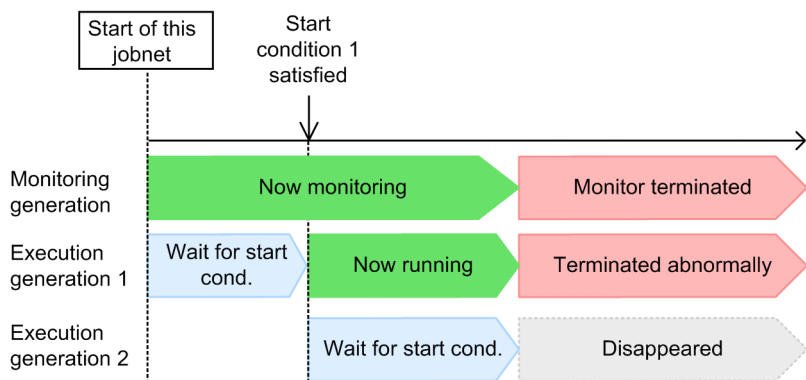 Start of this
jobnet
Start
condition 1
satisfied
Monitoring
generation
Now monitoring
Monitor terminated
Execution
generation 1
Wait for start
cond.
Now running
Terminated abnormally
Execution
generation 2
Wait for start cond.
Disappeared